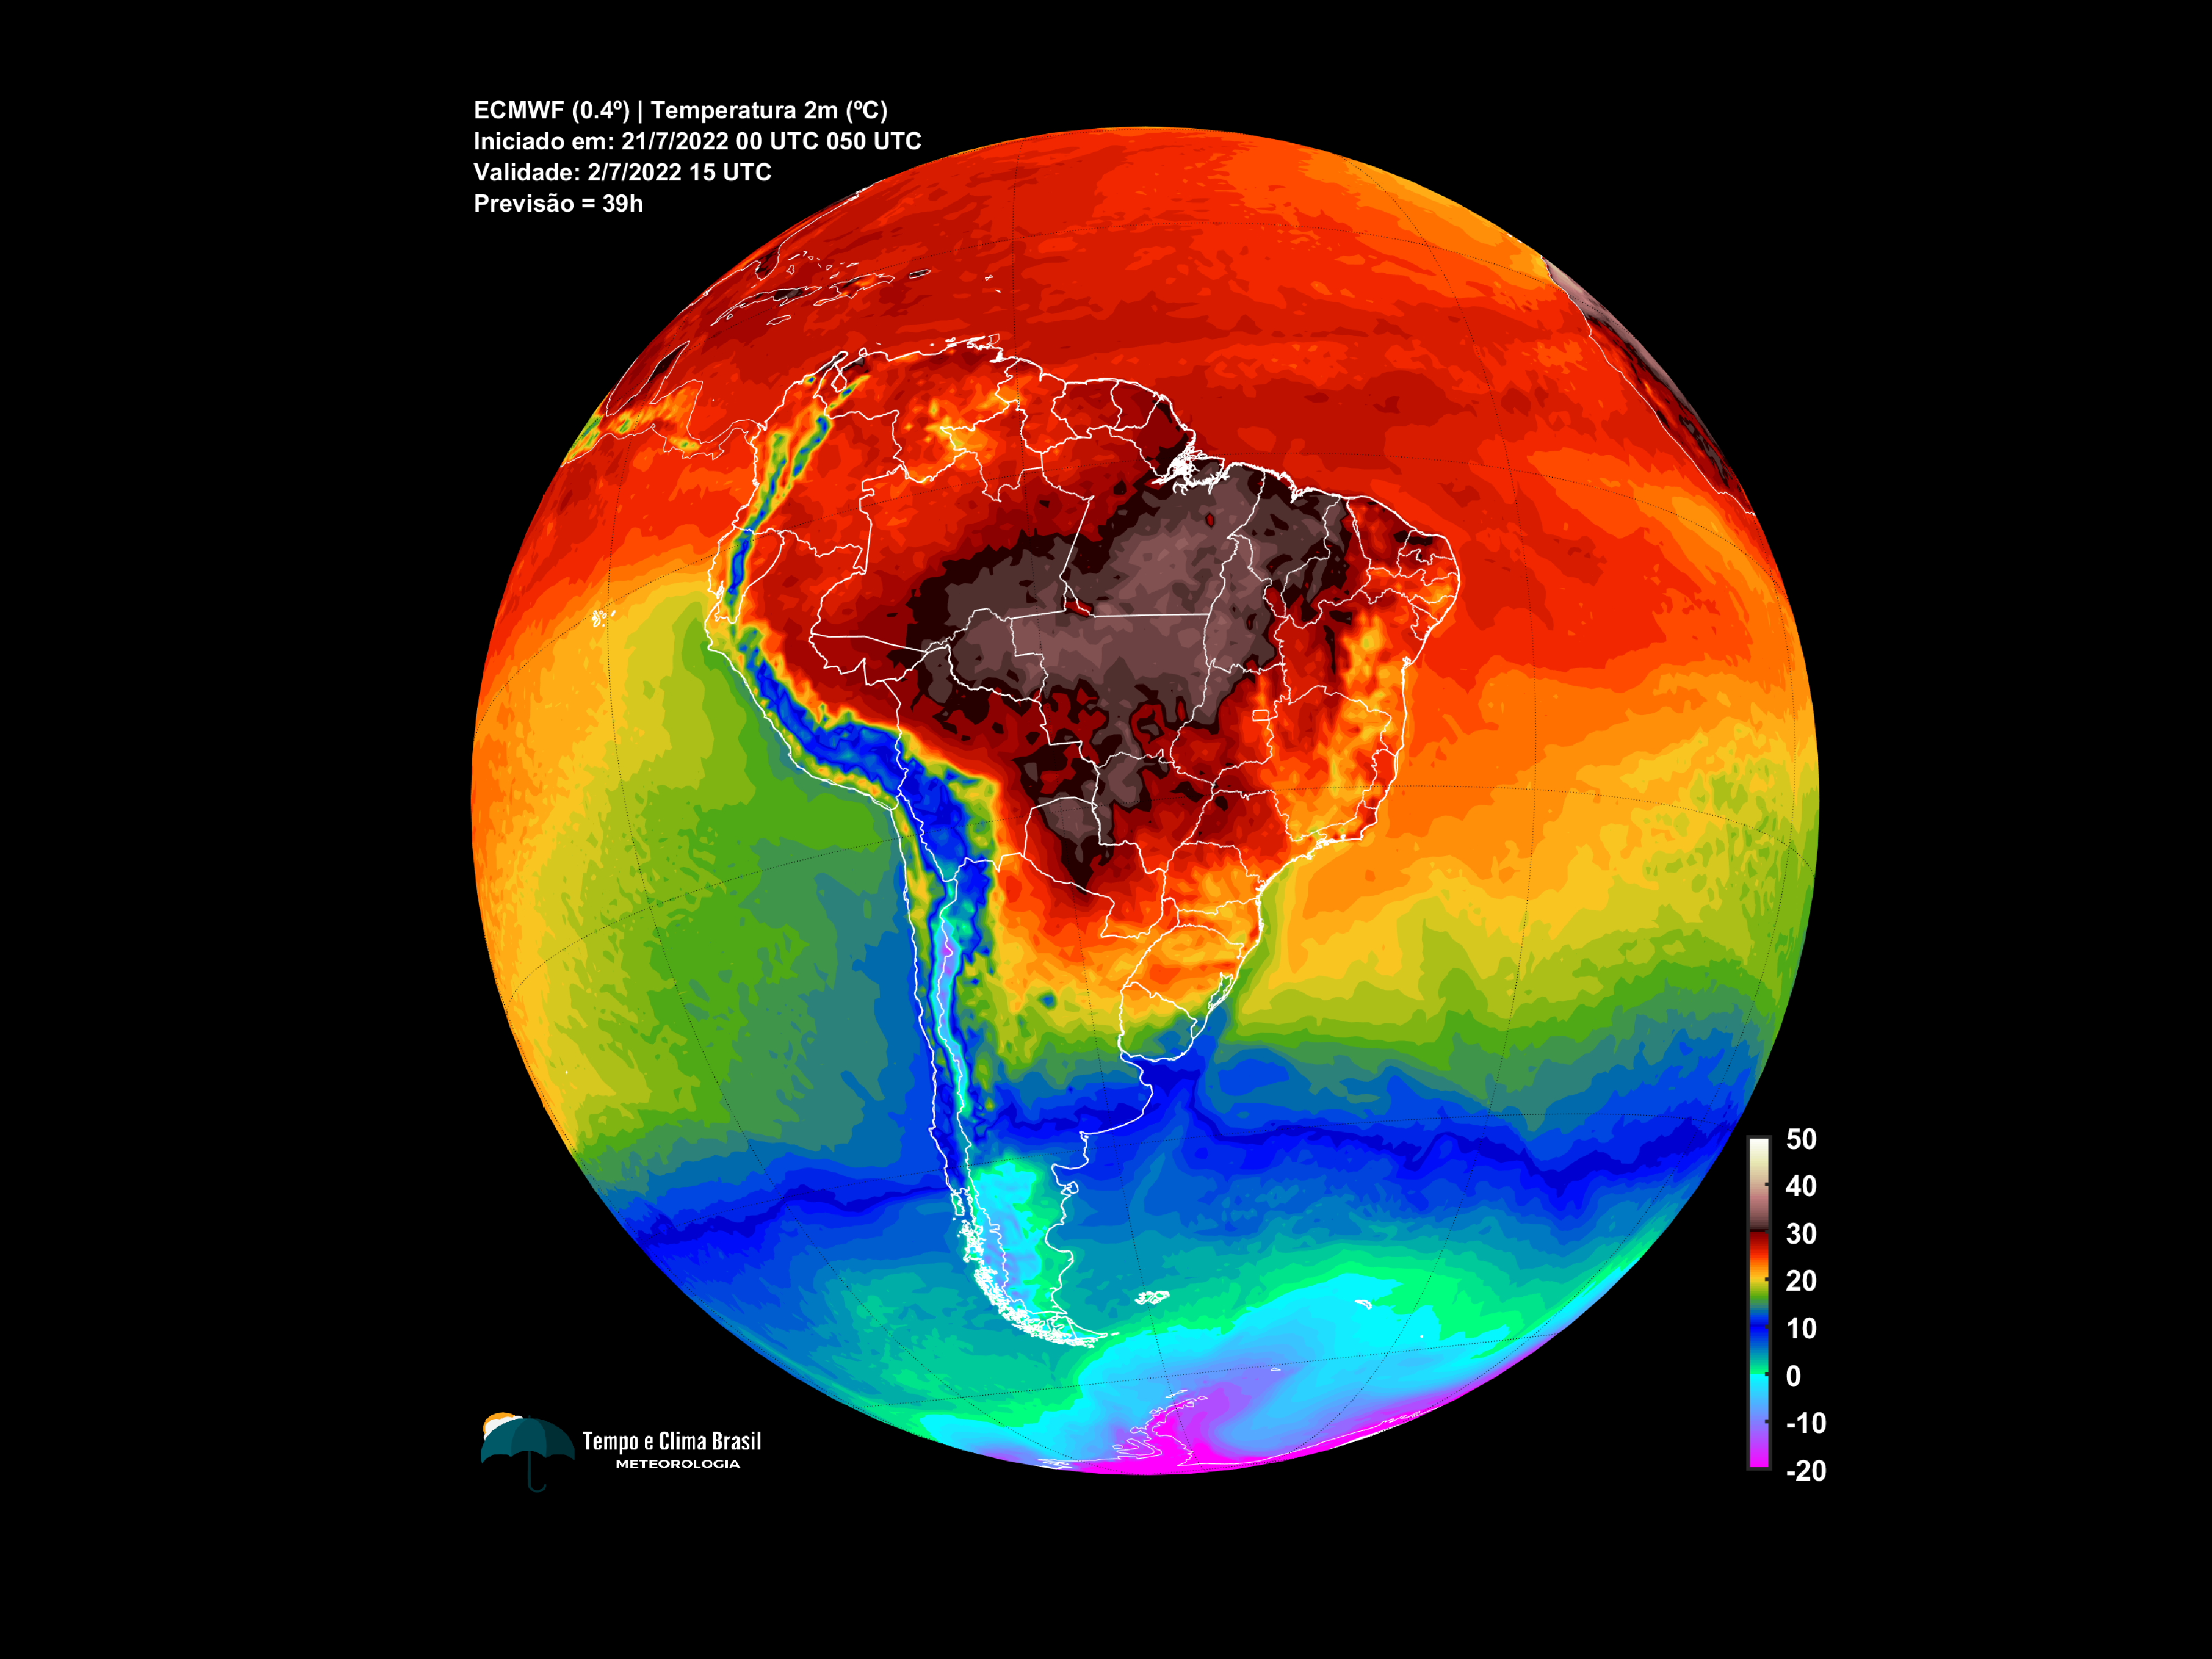 ECMWF (0.4º) | Temperatura 2m (ºC)
Iniciado em: 21/7/2022 00 UTC 050 UTC
Validade: 2/7/2022 15 UTC
Previsão = 39h
50
40
30
20
10
0
-10
-20
Tempo e Clima Brasil
METEOROLOGIA